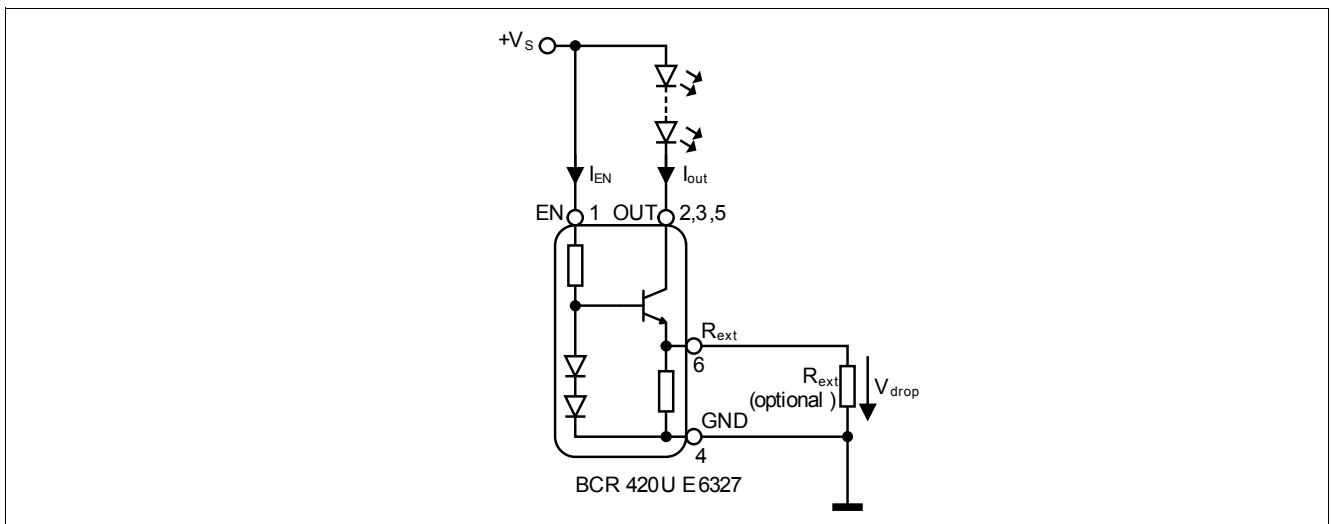 +VS
IEN
Iout
EN 1 OUT 2,3,5
Rext
6
Rext
(optional )
Vdrop
GND
4
BCR 420U E6327